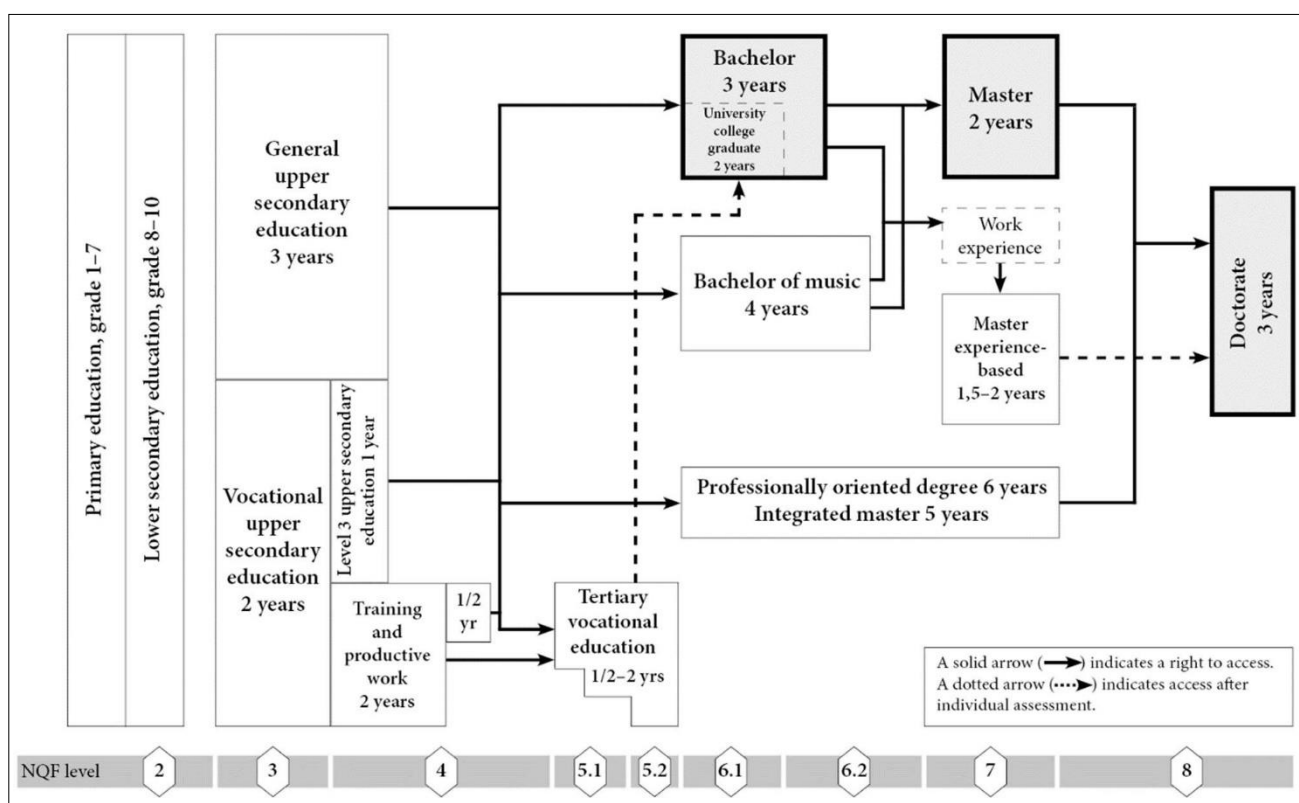 Primary education, grade 1–7
Lower secondary education, grade 8–10
General
upper
secondary
education
3 years
Vocational
upper
secondary
education
2 years
Level 3 upper secondary
education 1 year
Training
and
productive
work
2 years
1/2
yr
Tertiary
vocational
education
1/2–2 yrs
Bachelor
3 years
University
college
graduate
2 years
Bachelor of music
4 years
Professionally oriented degree 6 years
Integrated master 5 years
Master
2 years
Work
experience
Master
experience-
based
1,5–2 years
Doctorate
3 years
A solid arrow (→) indicates a right to access.
A dotted arrow (⇢) indicates access after
individual assessment.
NQF level 2 3 4 5.1 5.2 6.1 6.2 7 8